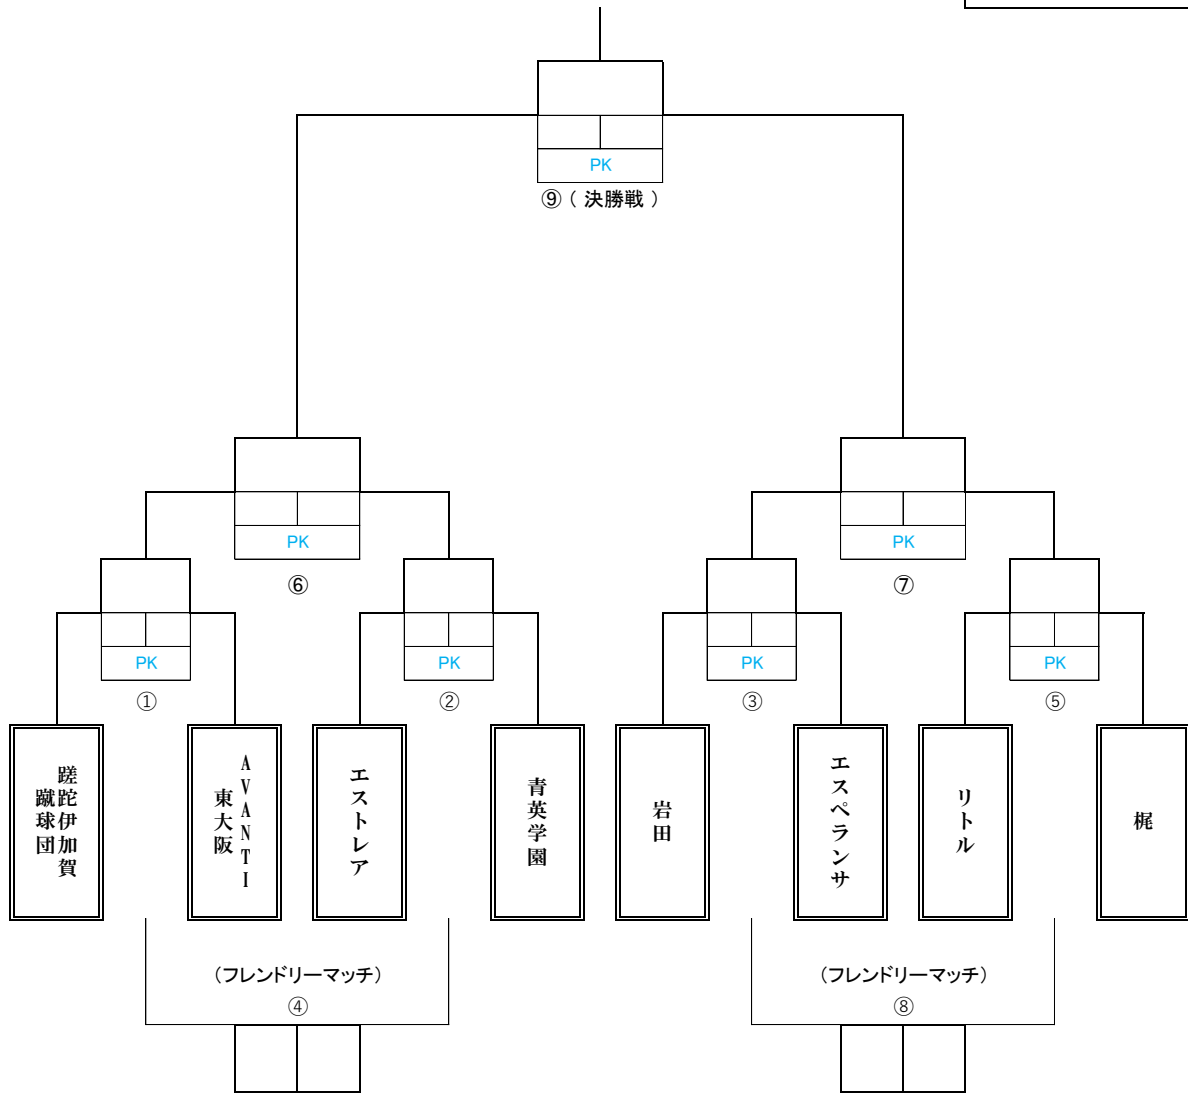 PK
⑨（ 決勝戦 ）
PK
PK
⑥
⑦
PK
PK
PK
PK
①
②
③
⑤
蹉跎伊加賀
蹴球団
AVANTI
東大阪
エストレア
青英学園
岩田
エスペランサ
リトル
梶
（フレンドリーマッチ）
（フレンドリーマッチ）
④
⑧